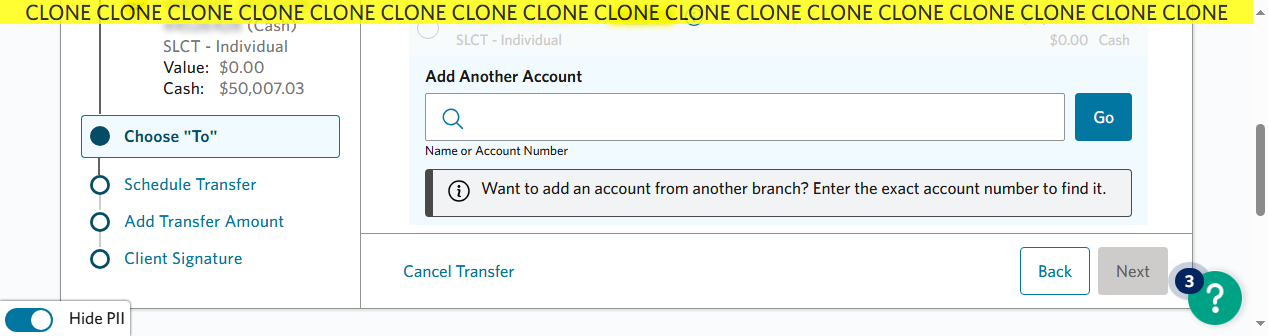 CLONE CLONE CLONE CLONE CLONE CLONE CLONE CLONE CLONE CLONE CLONE CLONE CLONE CLONE CLONE CLONE CLONE
(Cash)
SLCT - Individual
Value: $0.00
Cash: $50,007.03
Choose "To"
Schedule Transfer
Add Transfer Amount
Client Signature
SLCT - Individual $0.00 Cash
Add Another Account
Go
Name or Account Number
Want to add an account from another branch? Enter the exact account number to find it.
Cancel Transfer
Back
Next
3
?
Hide PII